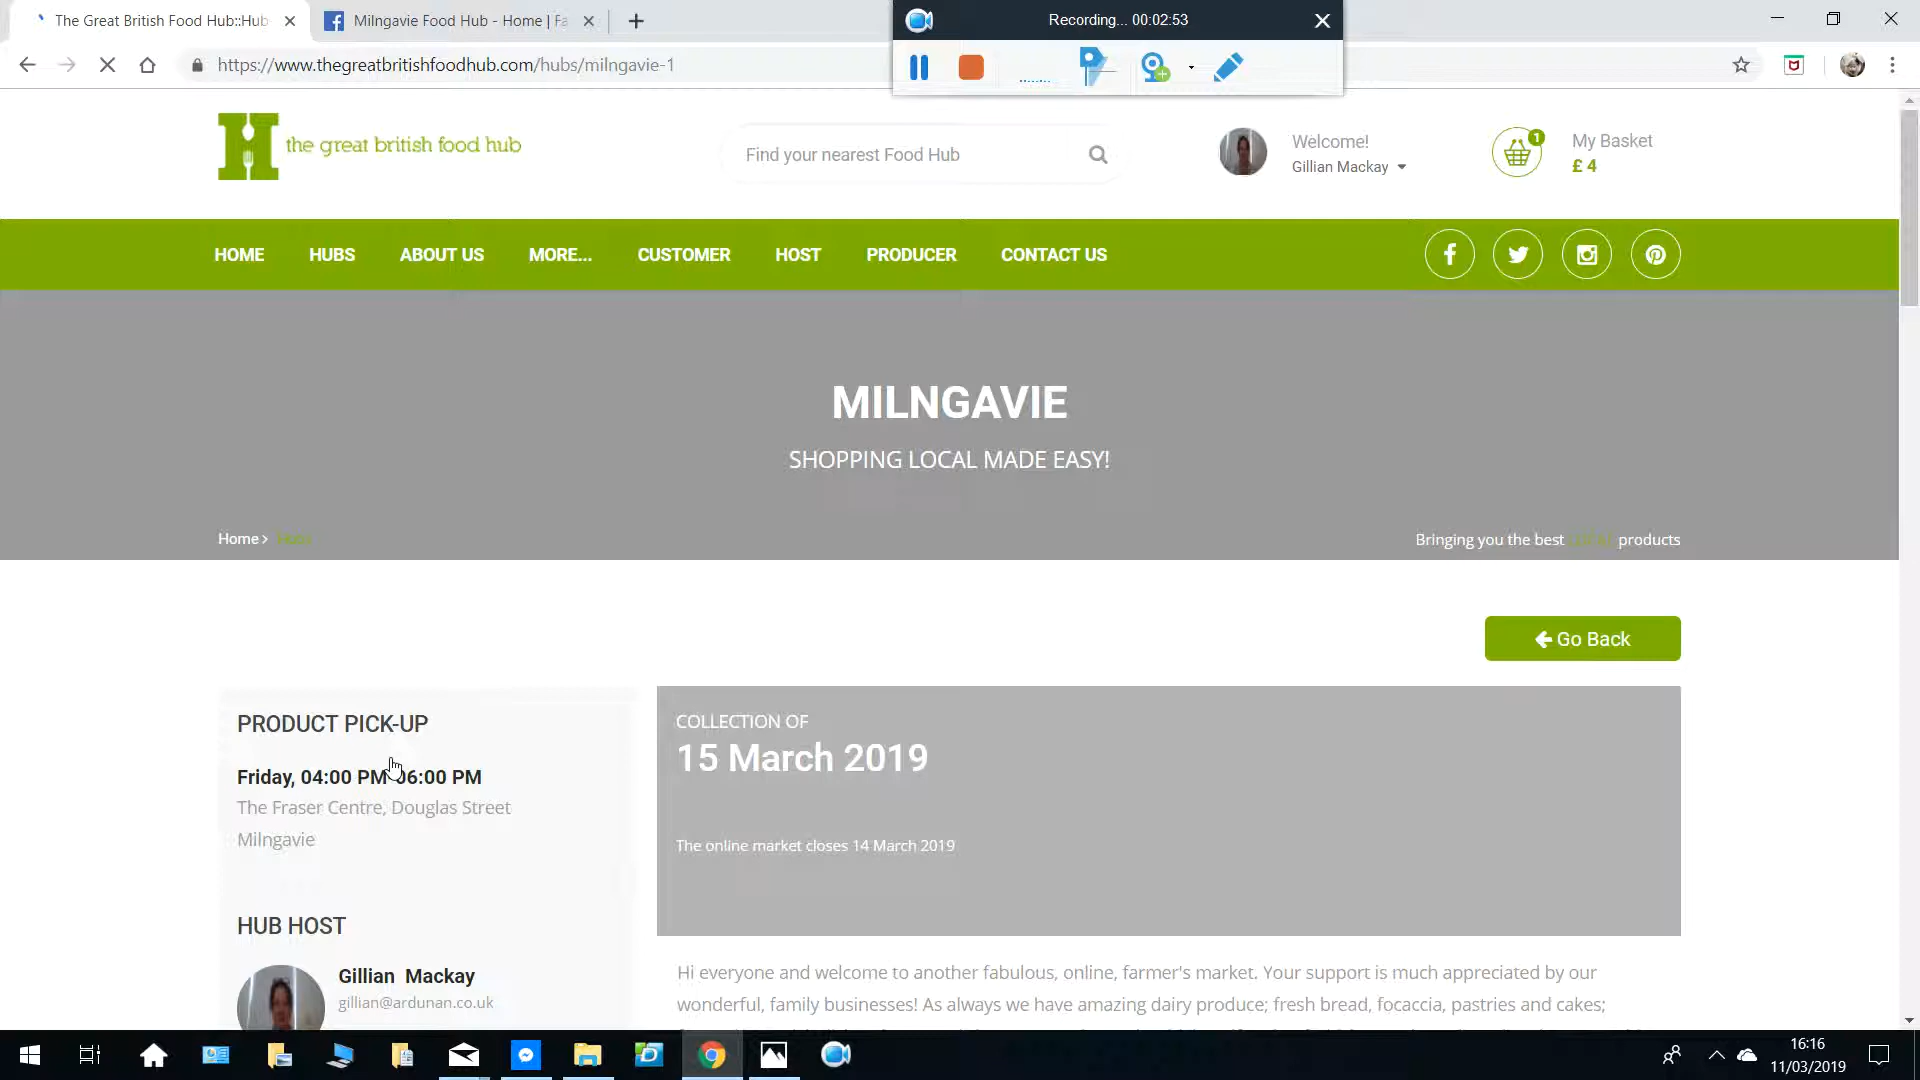 The Great British Food Hub::Hub
Milngavie Food Hub - Home | Fa
Recording... 00:02:53
https://www.thegreatbritishfoodhub.com/hubs/milngavie-1
H the great british food hub
Find your nearest Food Hub
Welcome!
Gillian Mackay
1
My Basket
£ 4
HOME HUBS ABOUT US MORE... CUSTOMER HOST PRODUCER CONTACT US
MILNGAVIE
SHOPPING LOCAL MADE EASY!
Home > Hubs
Bringing you the best LOCAL products
Go Back
PRODUCT PICK-UP
Friday, 04:00 PM-06:00 PM
The Fraser Centre, Douglas Street
Milngavie
COLLECTION OF
15 March 2019
The online market closes 14 March 2019
HUB HOST
Gillian Mackay
gillian@ardunan.co.uk
Hi everyone and welcome to another fabulous, online, farmer's market. Your support is much appreciated by our
wonderful, family businesses! As always we have amazing dairy produce; fresh bread, focaccia, pastries and cakes;
16:16
11/03/2019